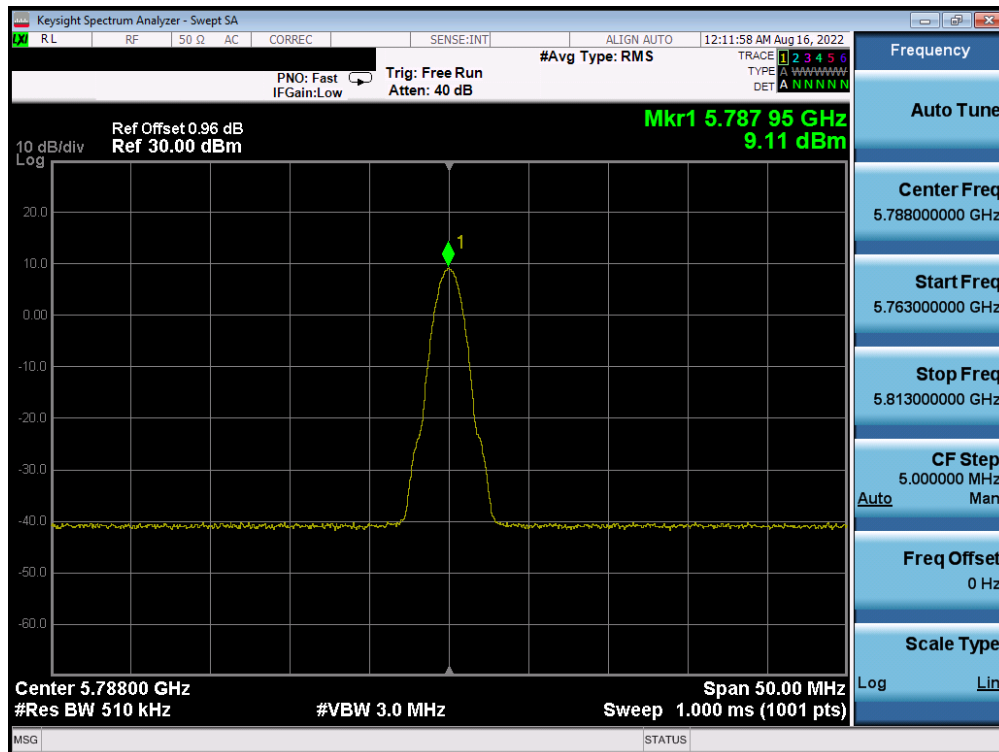 Keysight Spectrum Analyzer - Swept SA
LXI RL RF 50 Ω AC CORREC SENSE:INT ALIGN AUTO 12:11:58 AM Aug 16, 2022
#Avg Type: RMS TRACE 1 2 3 4 5 6
PNO: Fast Trig: Free Run TYPE A WWWWW
IFGain:Low Atten: 40 dB DET A N N N N N
Mkr1 5.787 95 GHz
Ref Offset 0.96 dB
10 dB/div Ref 30.00 dBm 9.11 dBm
Log
20.0
1
10.0
0.00
-10.0
-20.0
-30.0
-40.0
-50.0
-60.0
Center 5.78800 GHz Span 50.00 MHz
#Res BW 510 kHz #VBW 3.0 MHz Sweep 1.000 ms (1001 pts)
MSG STATUS
Frequency
Auto Tune
Center Freq
5.788000000 GHz
Start Freq
5.763000000 GHz
Stop Freq
5.813000000 GHz
CF Step
5.000000 MHz
Auto Man
Freq Offset
0 Hz
Scale Type
Log Lin